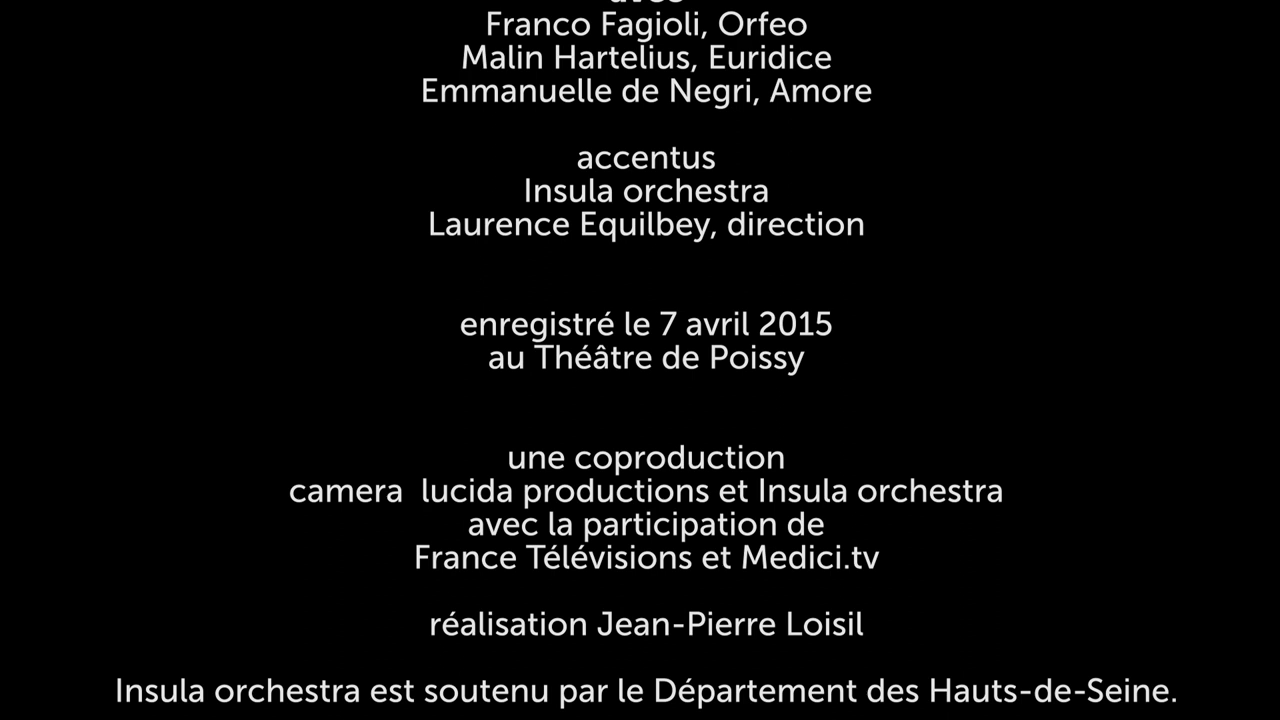 avec
Franco Fagioli, Orfeo
Malin Hartelius, Euridice
Emmanuelle de Negri, Amore
accentus
Insula orchestra
Laurence Equilbey, direction
enregistré le 7 avril 2015
au Théâtre de Poissy
une coproduction
camera lucida productions et Insula orchestra
avec la participation de
France Télévisions et Medici.tv
réalisation Jean-Pierre Loisil
Insula orchestra est soutenu par le Département des Hauts-de-Seine.